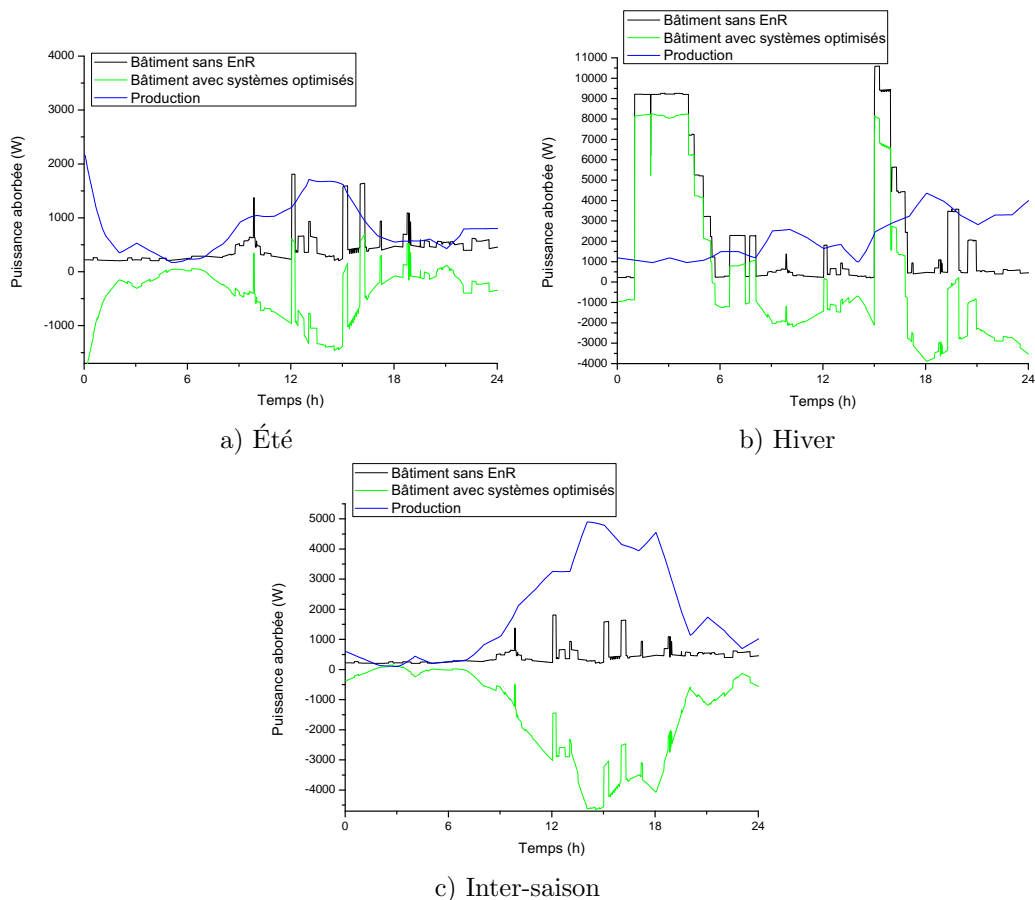 Bâtiment sans EnR
Bâtiment avec systèmes optimisés
Production
Puissance aborbée (W)
4000
3000
2000
1000
0
-1000
0
6
12
18
24
Temps (h)
a) Été
Bâtiment sans EnR
Bâtiment avec systèmes optimisés
Production
Puissance aborbée (W)
11000
10000
9000
8000
7000
6000
5000
4000
3000
2000
1000
0
-1000
-2000
-3000
-4000
0
6
12
18
24
Temps (h)
b) Hiver
Bâtiment sans EnR
Bâtiment avec systèmes optimisés
Production
Puissance aborbée (W)
5000
4000
3000
2000
1000
0
-1000
-2000
-3000
-4000
0
6
12
18
24
Temps (h)
c) Inter-saison